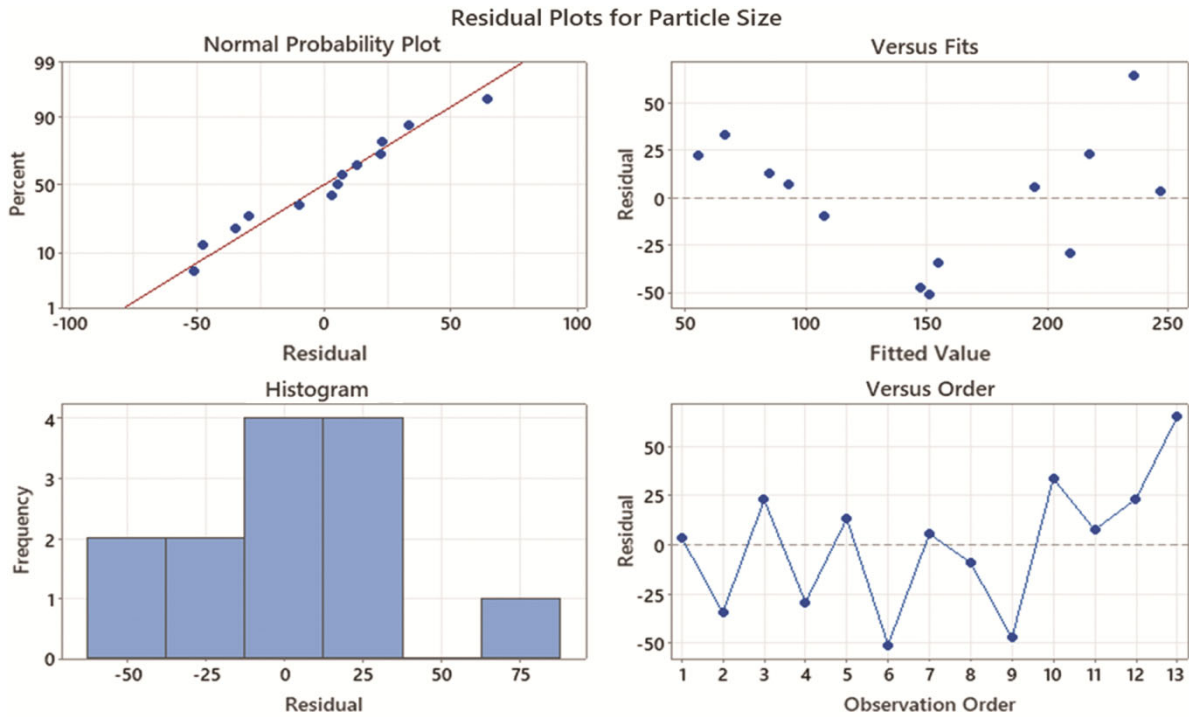 Residual Plots for Particle Size
Normal Probability Plot
99
90
50
10
1
Percent
-100 -50 0 50 100
Residual
Versus Fits
50
25
0
-25
-50
Residual
50 100 150 200 250
Fitted Value
Histogram
4
3
2
1
0
Frequency
-50 -25 0 25 50 75
Residual
Versus Order
50
25
0
-25
-50
Residual
1 2 3 4 5 6 7 8 9 10 11 12 13
Observation Order